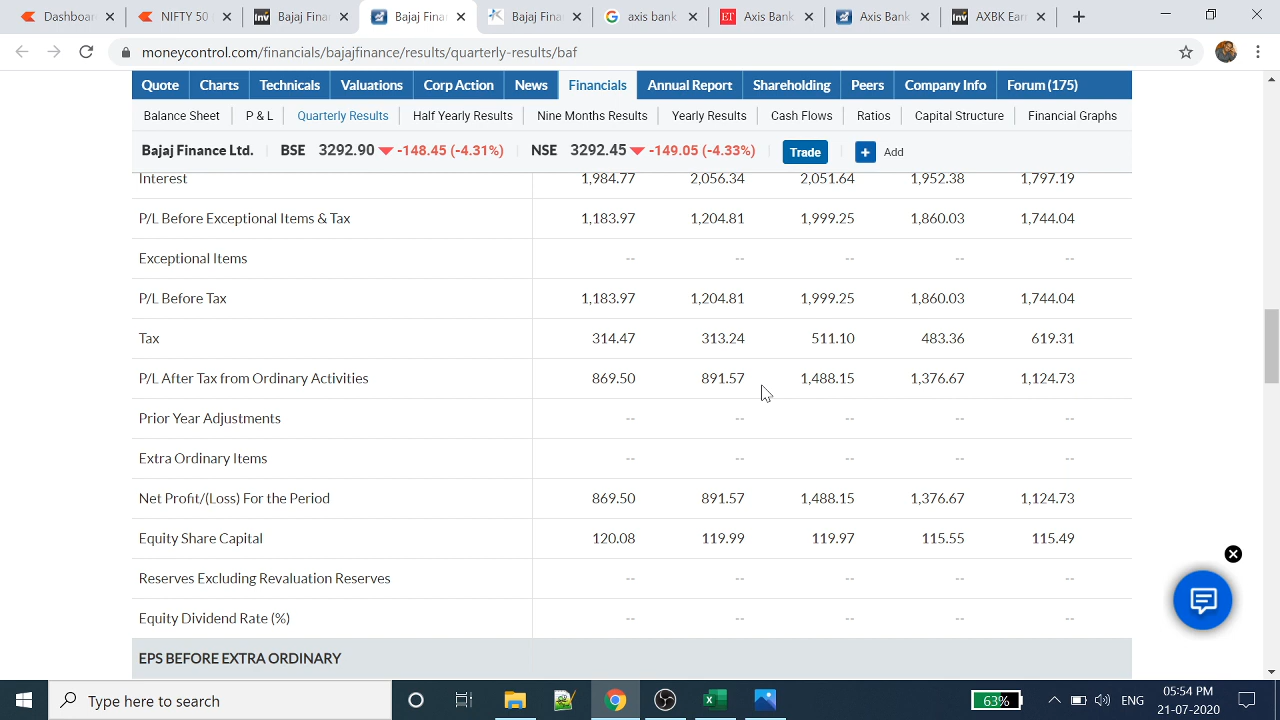 Dashboa
NIFTY 50
Bajaj Finan
Bajaj Finan
Bajaj Finan
axis bank
Axis Bank
Axis Bank
AXBK Earn
moneycontrol.com/financials/bajajfinance/results/quarterly-results/baf
Quote Charts Technicals Valuations Corp Action News Financials Annual Report Shareholding Peers Company Info Forum (175)
Balance Sheet P & L Quarterly Results Half Yearly Results Nine Months Results Yearly Results Cash Flows Ratios Capital Structure Financial Graphs
Bajaj Finance Ltd. BSE 3292.90 -148.45 (-4.31%) NSE 3292.45 -149.05 (-4.33%) Trade + Add
Interest 1,984.77 2,056.34 2,051.64 1,952.38 1,797.19
P/L Before Exceptional Items & Tax 1,183.97 1,204.81 1,999.25 1,860.03 1,744.04
Exceptional Items -- -- -- -- --
P/L Before Tax 1,183.97 1,204.81 1,999.25 1,860.03 1,744.04
Tax 314.47 313.24 511.10 483.36 619.31
P/L After Tax from Ordinary Activities 869.50 891.57 1,488.15 1,376.67 1,124.73
Prior Year Adjustments -- -- -- -- --
Extra Ordinary Items -- -- -- -- --
Net Profit/(Loss) For the Period 869.50 891.57 1,488.15 1,376.67 1,124.73
Equity Share Capital 120.08 119.99 119.97 115.55 115.49
Reserves Excluding Revaluation Reserves -- -- -- -- --
Equity Dividend Rate (%) -- -- -- -- --
EPS BEFORE EXTRA ORDINARY
Type here to search
63%
ENG
05:54 PM
21-07-2020